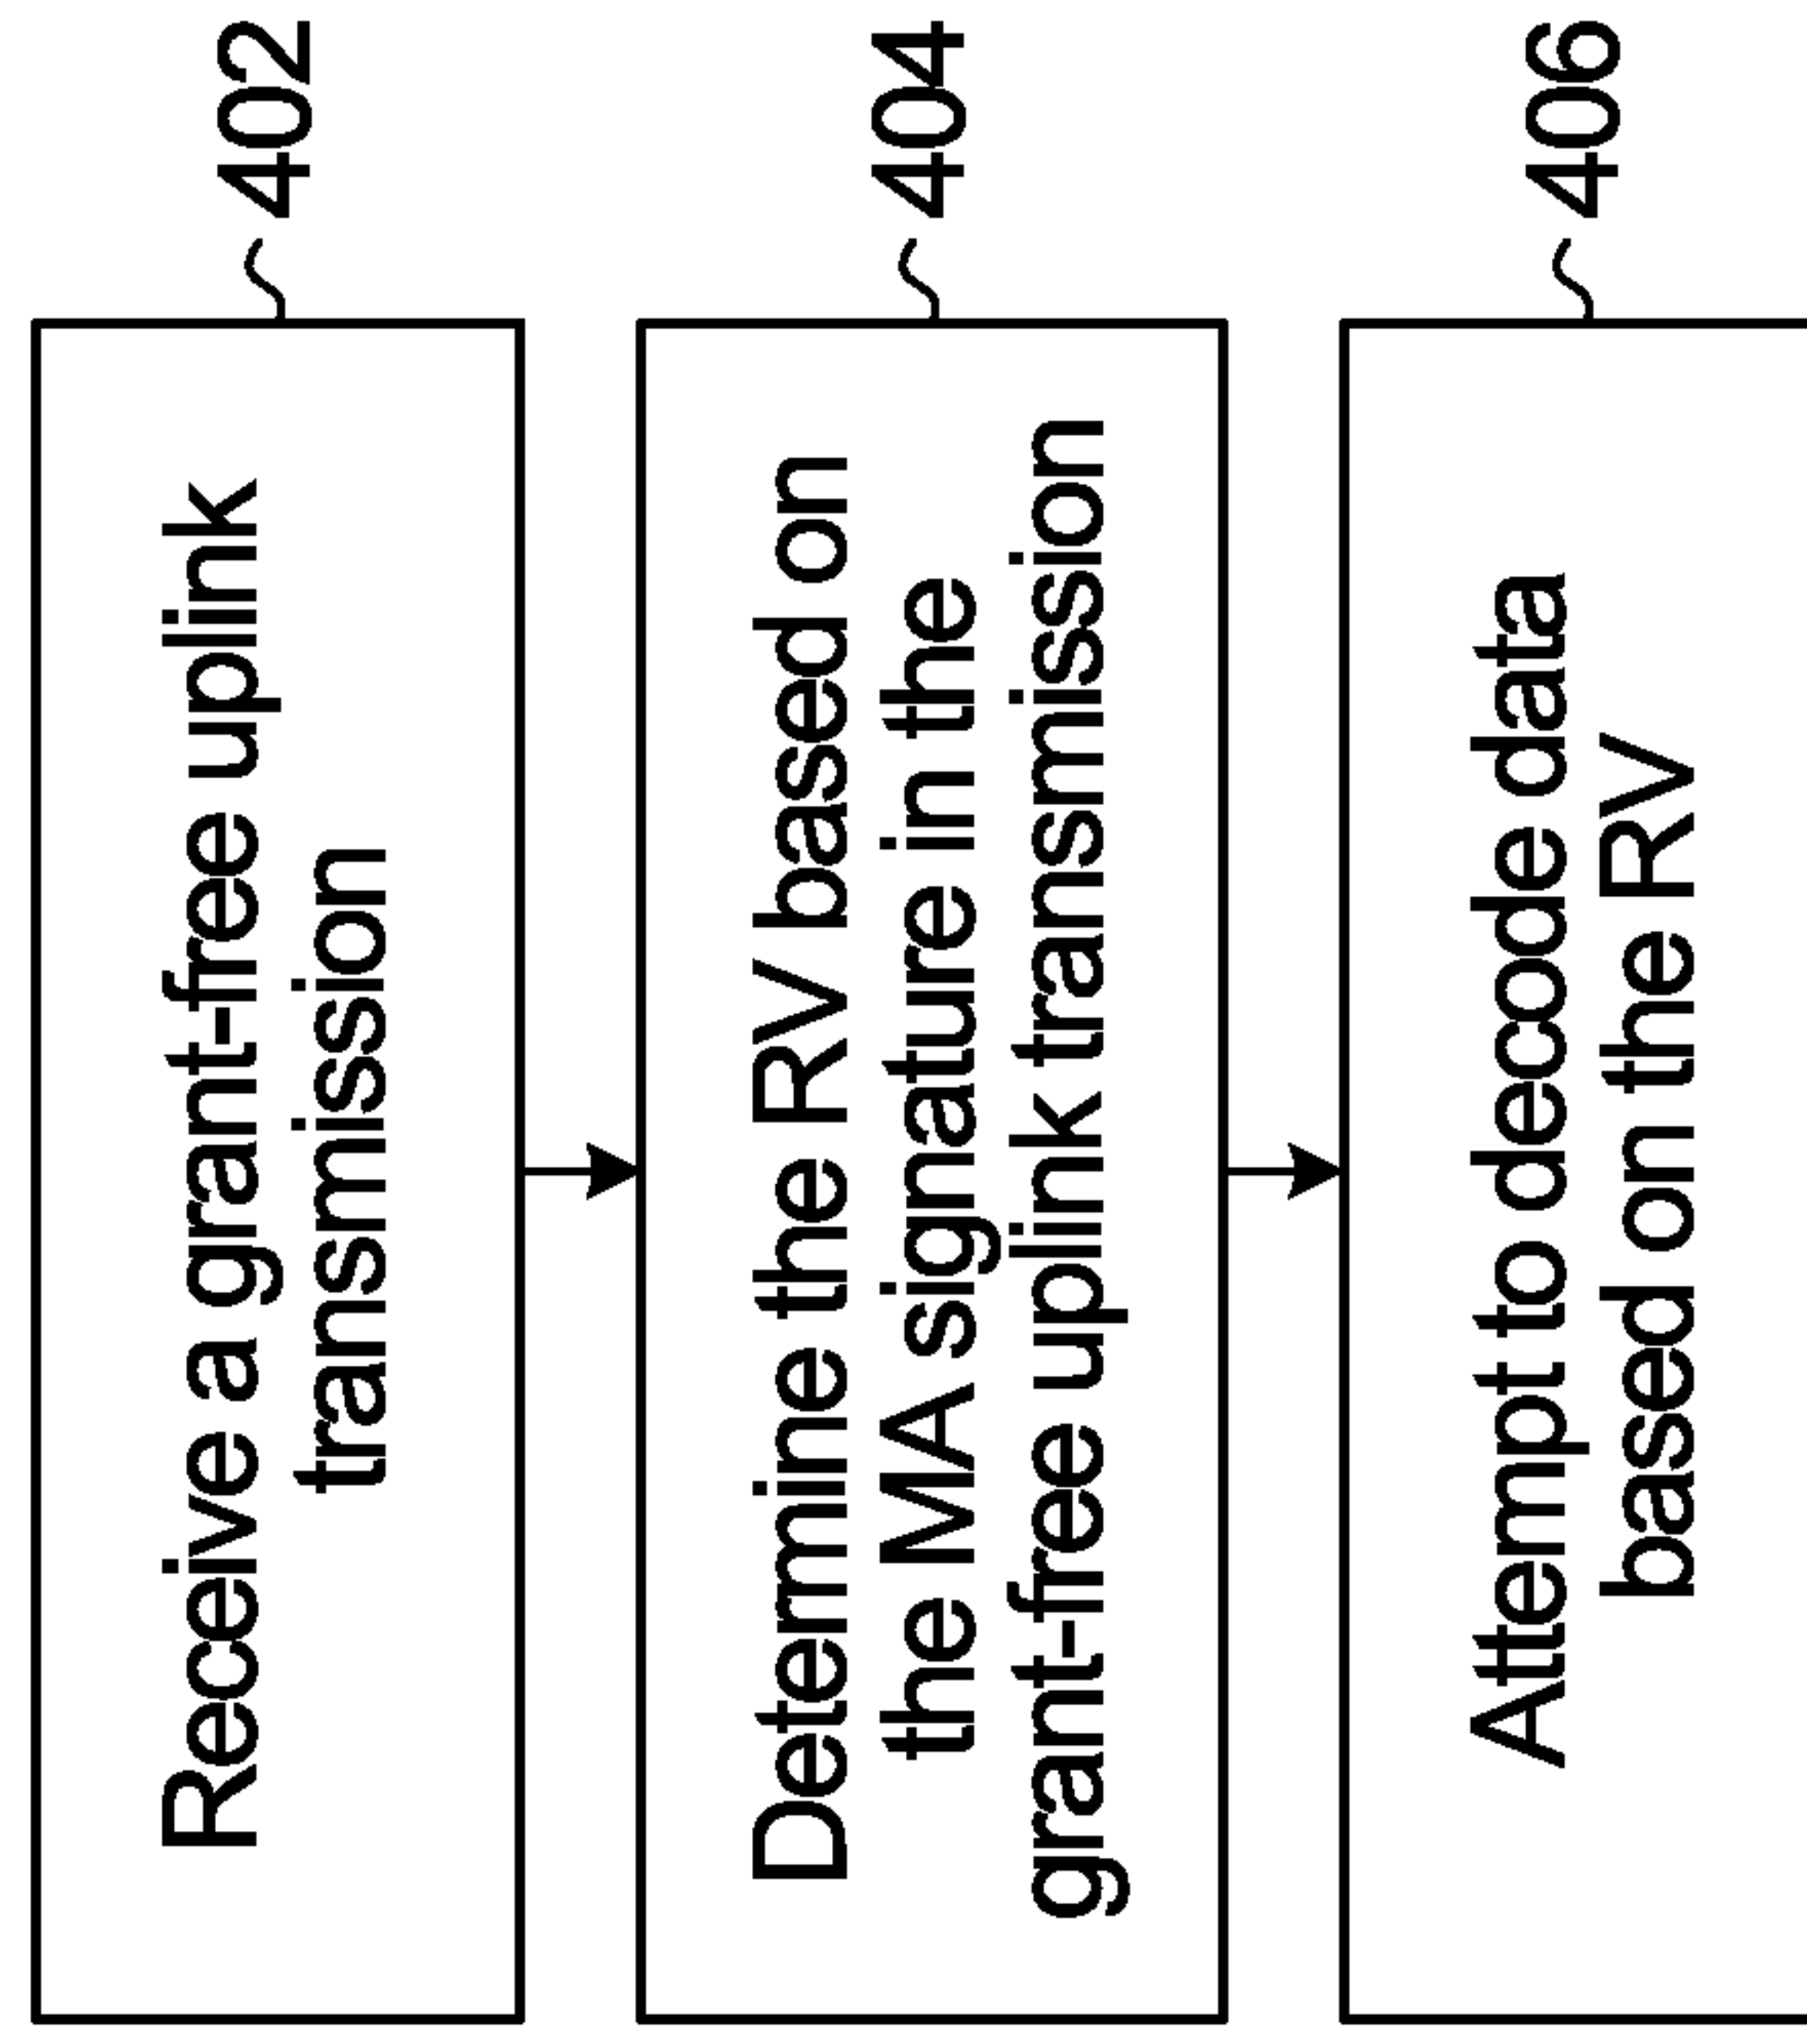 Receive a grant-free uplink
transmission
402
Determine the RV based on
the MA signature in the
grant-free uplink transmission
404
Attempt to decode data
based on the RV
406